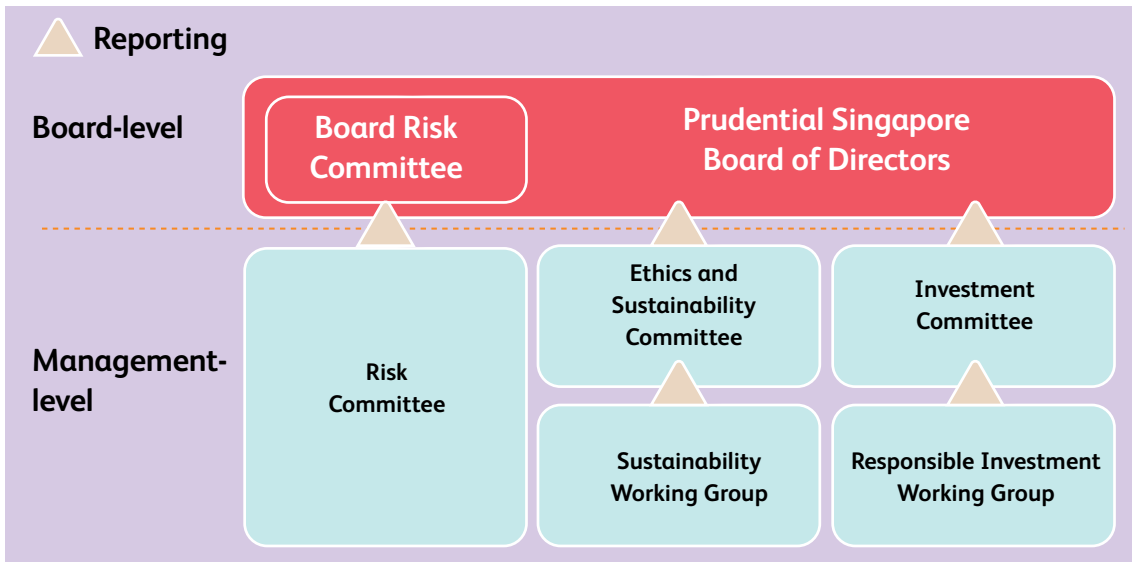 Reporting
Board-level
Board Risk
Committee
Prudential Singapore
Board of Directors
Management-
level
Risk
Committee
Ethics and
Sustainability
Committee
Investment
Committee
Sustainability
Working Group
Responsible Investment
Working Group